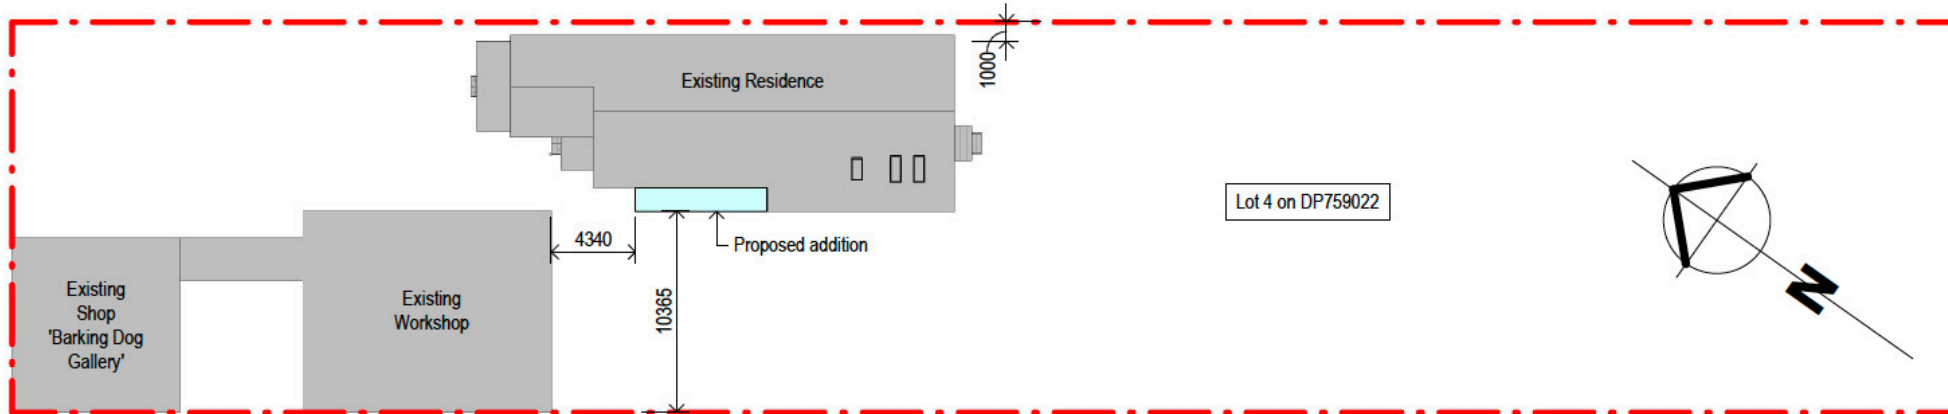 Existing Residence
1000
Lot 4 on DP759022
4340
Proposed addition
Existing
Shop
'Barking Dog
Gallery'
Existing
Workshop
10365
N